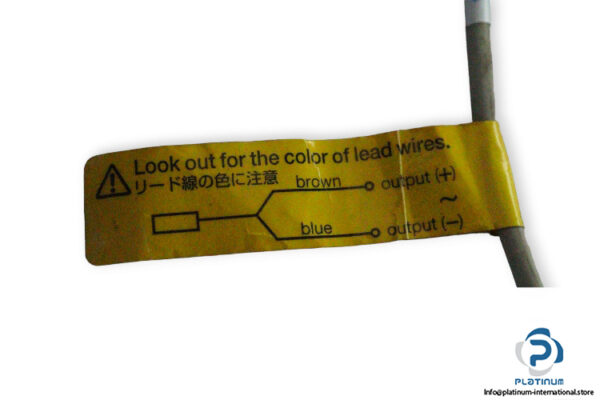 Look out for the color of lead wires.
リード線の色に注意
brown output (+)
~
blue output (−)
PLATINUM
Info@platinum-international.store